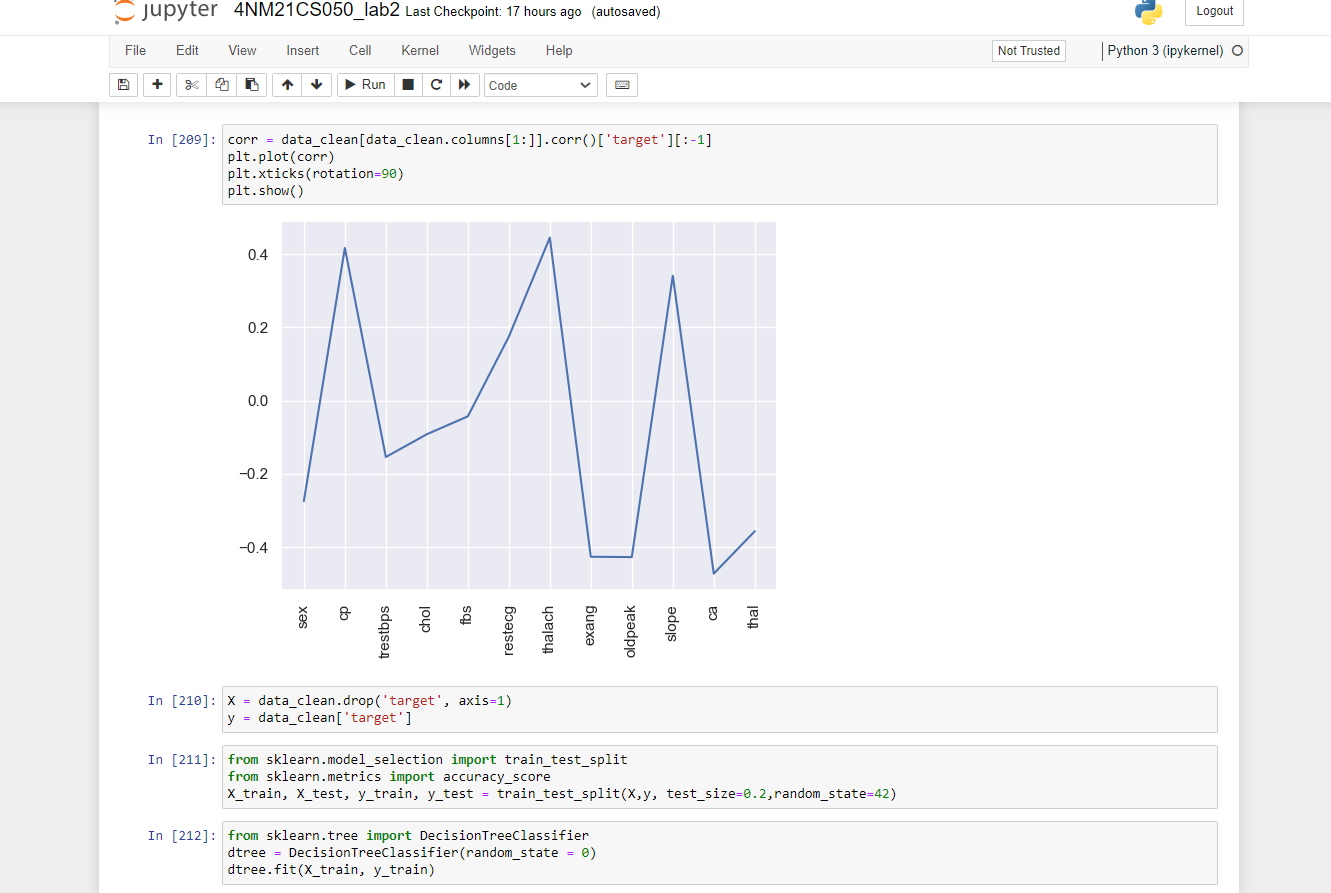 jupyter 4NM21CS050_lab2 Last Checkpoint: 17 hours ago (autosaved)
Logout
File Edit View Insert Cell Kernel Widgets Help
Not Trusted
Python 3 (ipykernel)
Run
Code
In [209]: corr = data_clean[data_clean.columns[1:]].corr()['target'][:-1]
plt.plot(corr)
plt.xticks(rotation=90)
plt.show()
0.4
0.2
0.0
−0.2
−0.4
sex
cp
trestbps
chol
fbs
restecg
thalach
exang
oldpeak
slope
ca
thal
In [210]: X = data_clean.drop('target', axis=1)
y = data_clean['target']
In [211]: from sklearn.model_selection import train_test_split
from sklearn.metrics import accuracy_score
X_train, X_test, y_train, y_test = train_test_split(X,y, test_size=0.2,random_state=42)
In [212]: from sklearn.tree import DecisionTreeClassifier
dtree = DecisionTreeClassifier(random_state = 0)
dtree.fit(X_train, y_train)